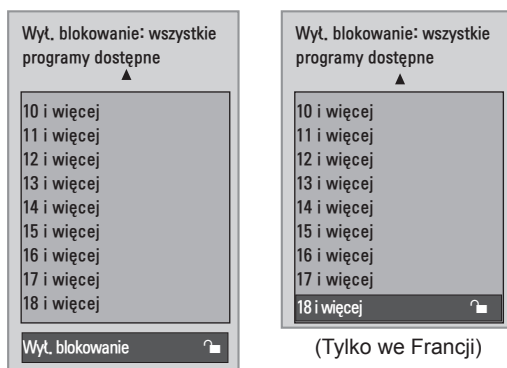 Wył. blokowanie: wszystkie
programy dostępne
10 i więcej
11 i więcej
12 i więcej
13 i więcej
14 i więcej
15 i więcej
16 i więcej
17 i więcej
18 i więcej
Wył. blokowanie
Wył. blokowanie: wszystkie
programy dostępne
10 i więcej
11 i więcej
12 i więcej
13 i więcej
14 i więcej
15 i więcej
16 i więcej
17 i więcej
18 i więcej
(Tylko we Francji)